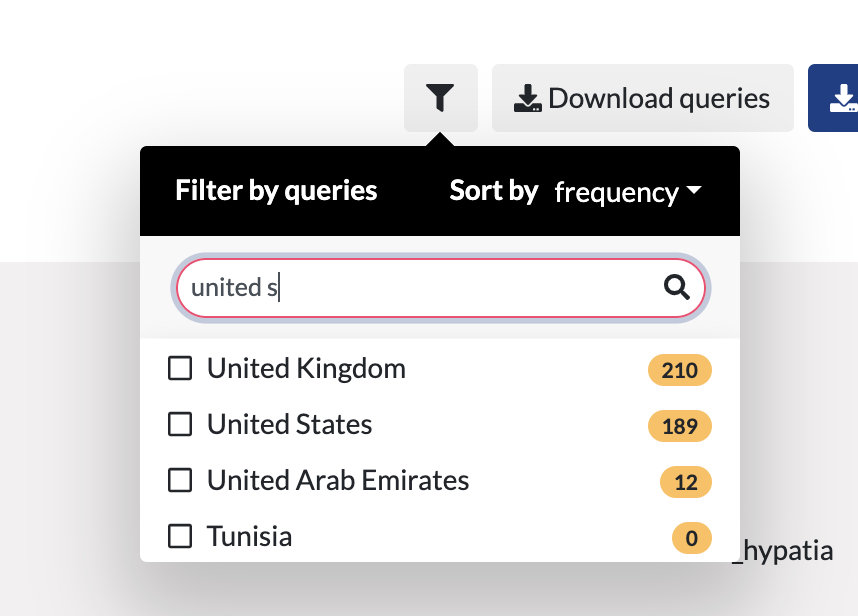 Download queries
Filter by queries Sort by frequency
united s
United Kingdom 210
United States 189
United Arab Emirates 12
Tunisia 0
_hypatia